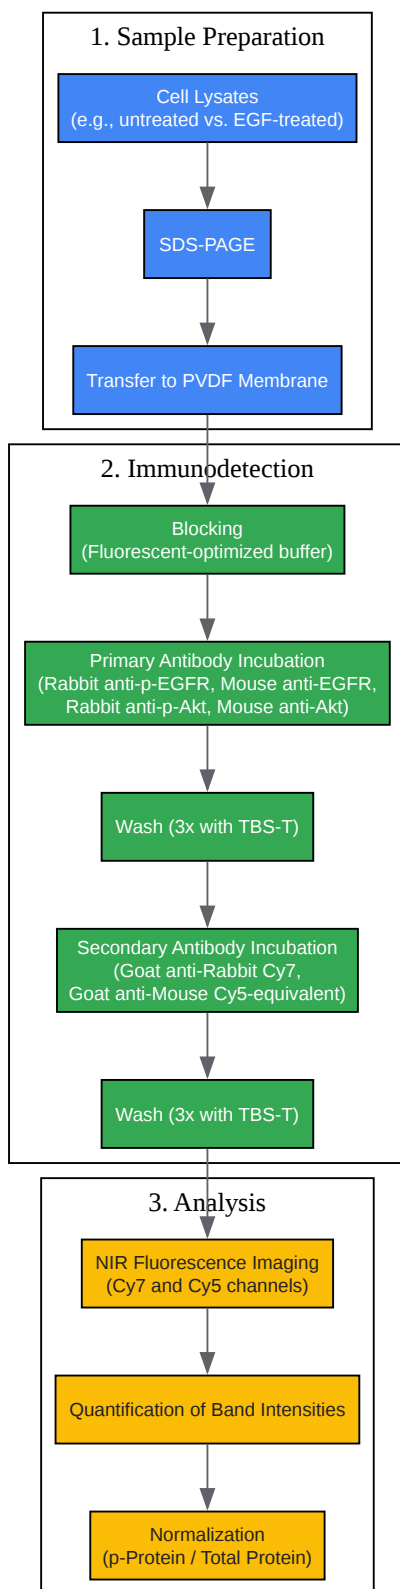 1. Sample Preparation
Cell Lysates
(e.g., untreated vs. EGF-treated)
SDS-PAGE
Transfer to PVDF Membrane
2. Immunodetection
Blocking
(Fluorescent-optimized buffer)
Primary Antibody Incubation
(Rabbit anti-p-EGFR, Mouse anti-EGFR,
Rabbit anti-p-Akt, Mouse anti-Akt)
Wash (3x with TBS-T)
Secondary Antibody Incubation
(Goat anti-Rabbit Cy7,
Goat anti-Mouse Cy5-equivalent)
Wash (3x with TBS-T)
3. Analysis
NIR Fluorescence Imaging
(Cy7 and Cy5 channels)
Quantification of Band Intensities
Normalization
(p-Protein / Total Protein)